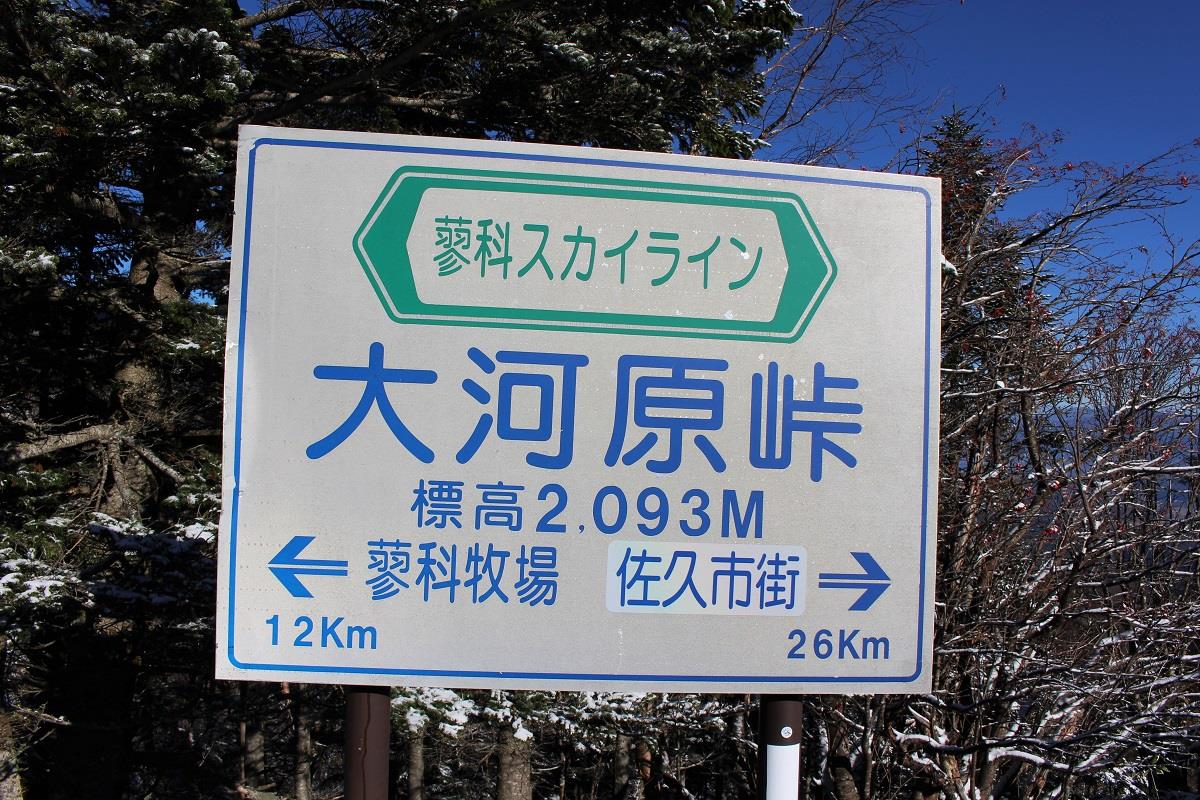 蓼科スカイライン
大河原峠
標高2,093M
← 蓼科牧場 佐久市街 →
12Km 26Km